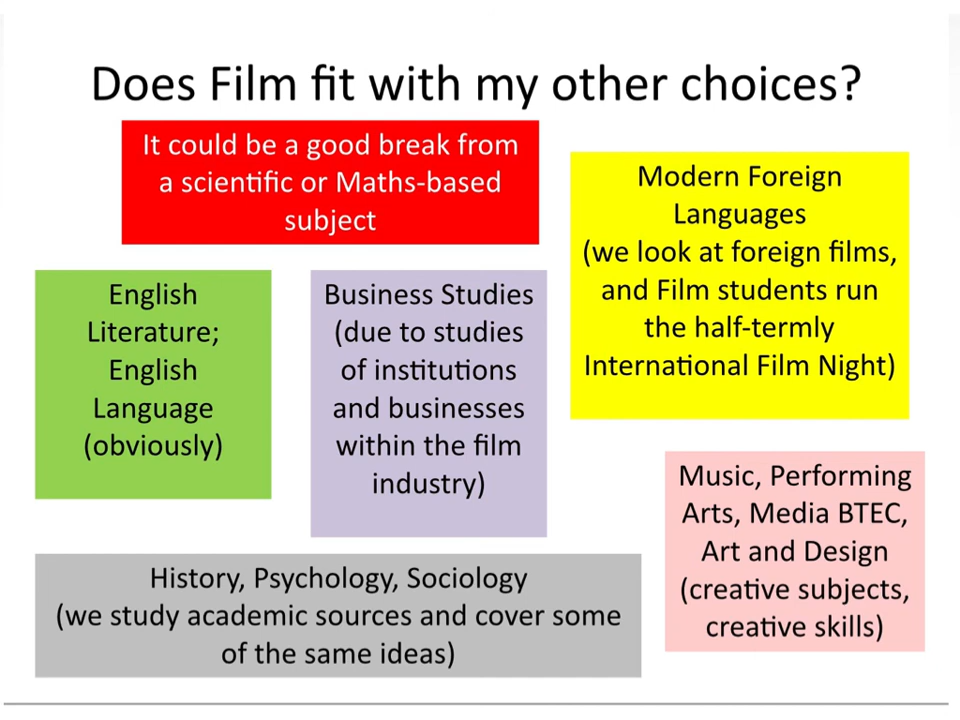 Does Film fit with my other choices?
It could be a good break from
a scientific or Maths-based
subject
Modern Foreign
Languages
(we look at foreign films,
and Film students run
the half-termly
International Film Night)
English
Literature;
English
Language
(obviously)
Business Studies
(due to studies
of institutions
and businesses
within the film
industry)
Music, Performing
Arts, Media BTEC,
Art and Design
(creative subjects,
creative skills)
History, Psychology, Sociology
(we study academic sources and cover some
of the same ideas)